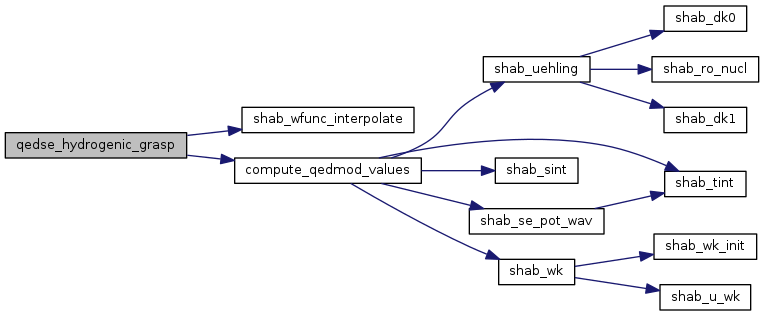 shab_dk0
shab_uehling
shab_ro_nucl
shab_wfunc_interpolate
shab_dk1
qedse_hydrogenic_grasp
compute_qedmod_values
shab_sint
shab_tint
shab_se_pot_wav
shab_wk_init
shab_wk
shab_u_wk